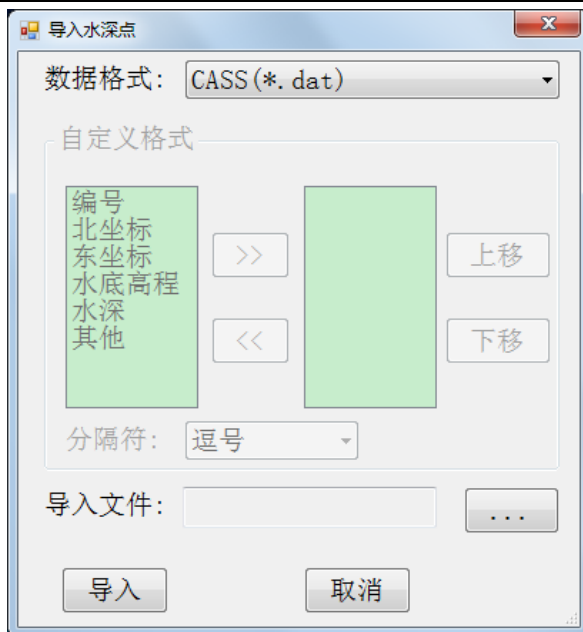 导入水深点
数据格式: CASS(*.dat)
自定义格式
编号
北坐标
东坐标
水底高程
水深
其他
>>
<<
上移
下移
分隔符: 逗号
导入文件: ...
导入 取消